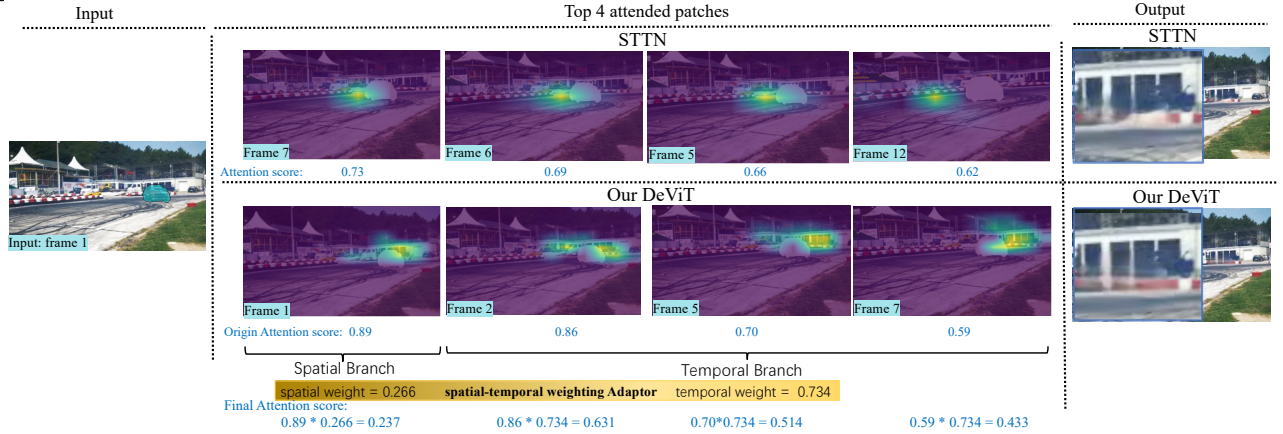 Input
Top 4 attended patches
Output
STTN
STTN
Frame 7
Frame 6
Frame 5
Frame 12
Attention score:
0.73
0.69
0.66
0.62
Our DeViT
Our DeViT
Input: frame 1
Frame 1
Frame 2
Frame 5
Frame 7
Origin Attention score:
0.89
0.86
0.70
0.59
Spatial Branch
Temporal Branch
spatial weight = 0.266
spatial-temporal weighting Adaptor
temporal weight = 0.734
Final Attention score:
0.89 * 0.266 = 0.237
0.86 * 0.734 = 0.631
0.70*0.734 = 0.514
0.59 * 0.734 = 0.433